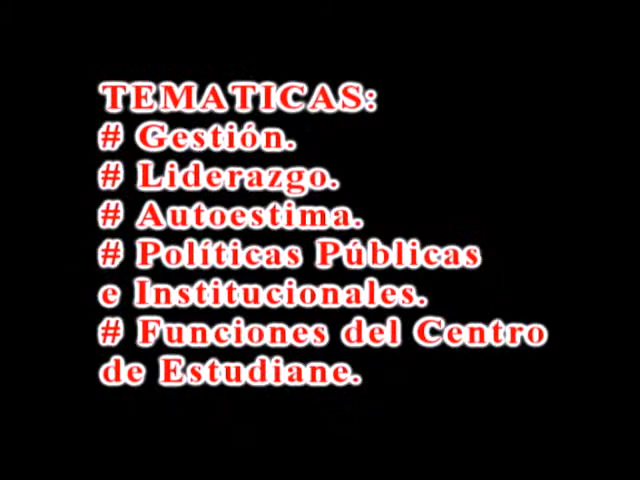 TEMATICAS:
# Gestión.
# Liderazgo.
# Autoestima.
# Políticas Públicas
e Institucionales.
# Funciones del Centro
de Estudiane.